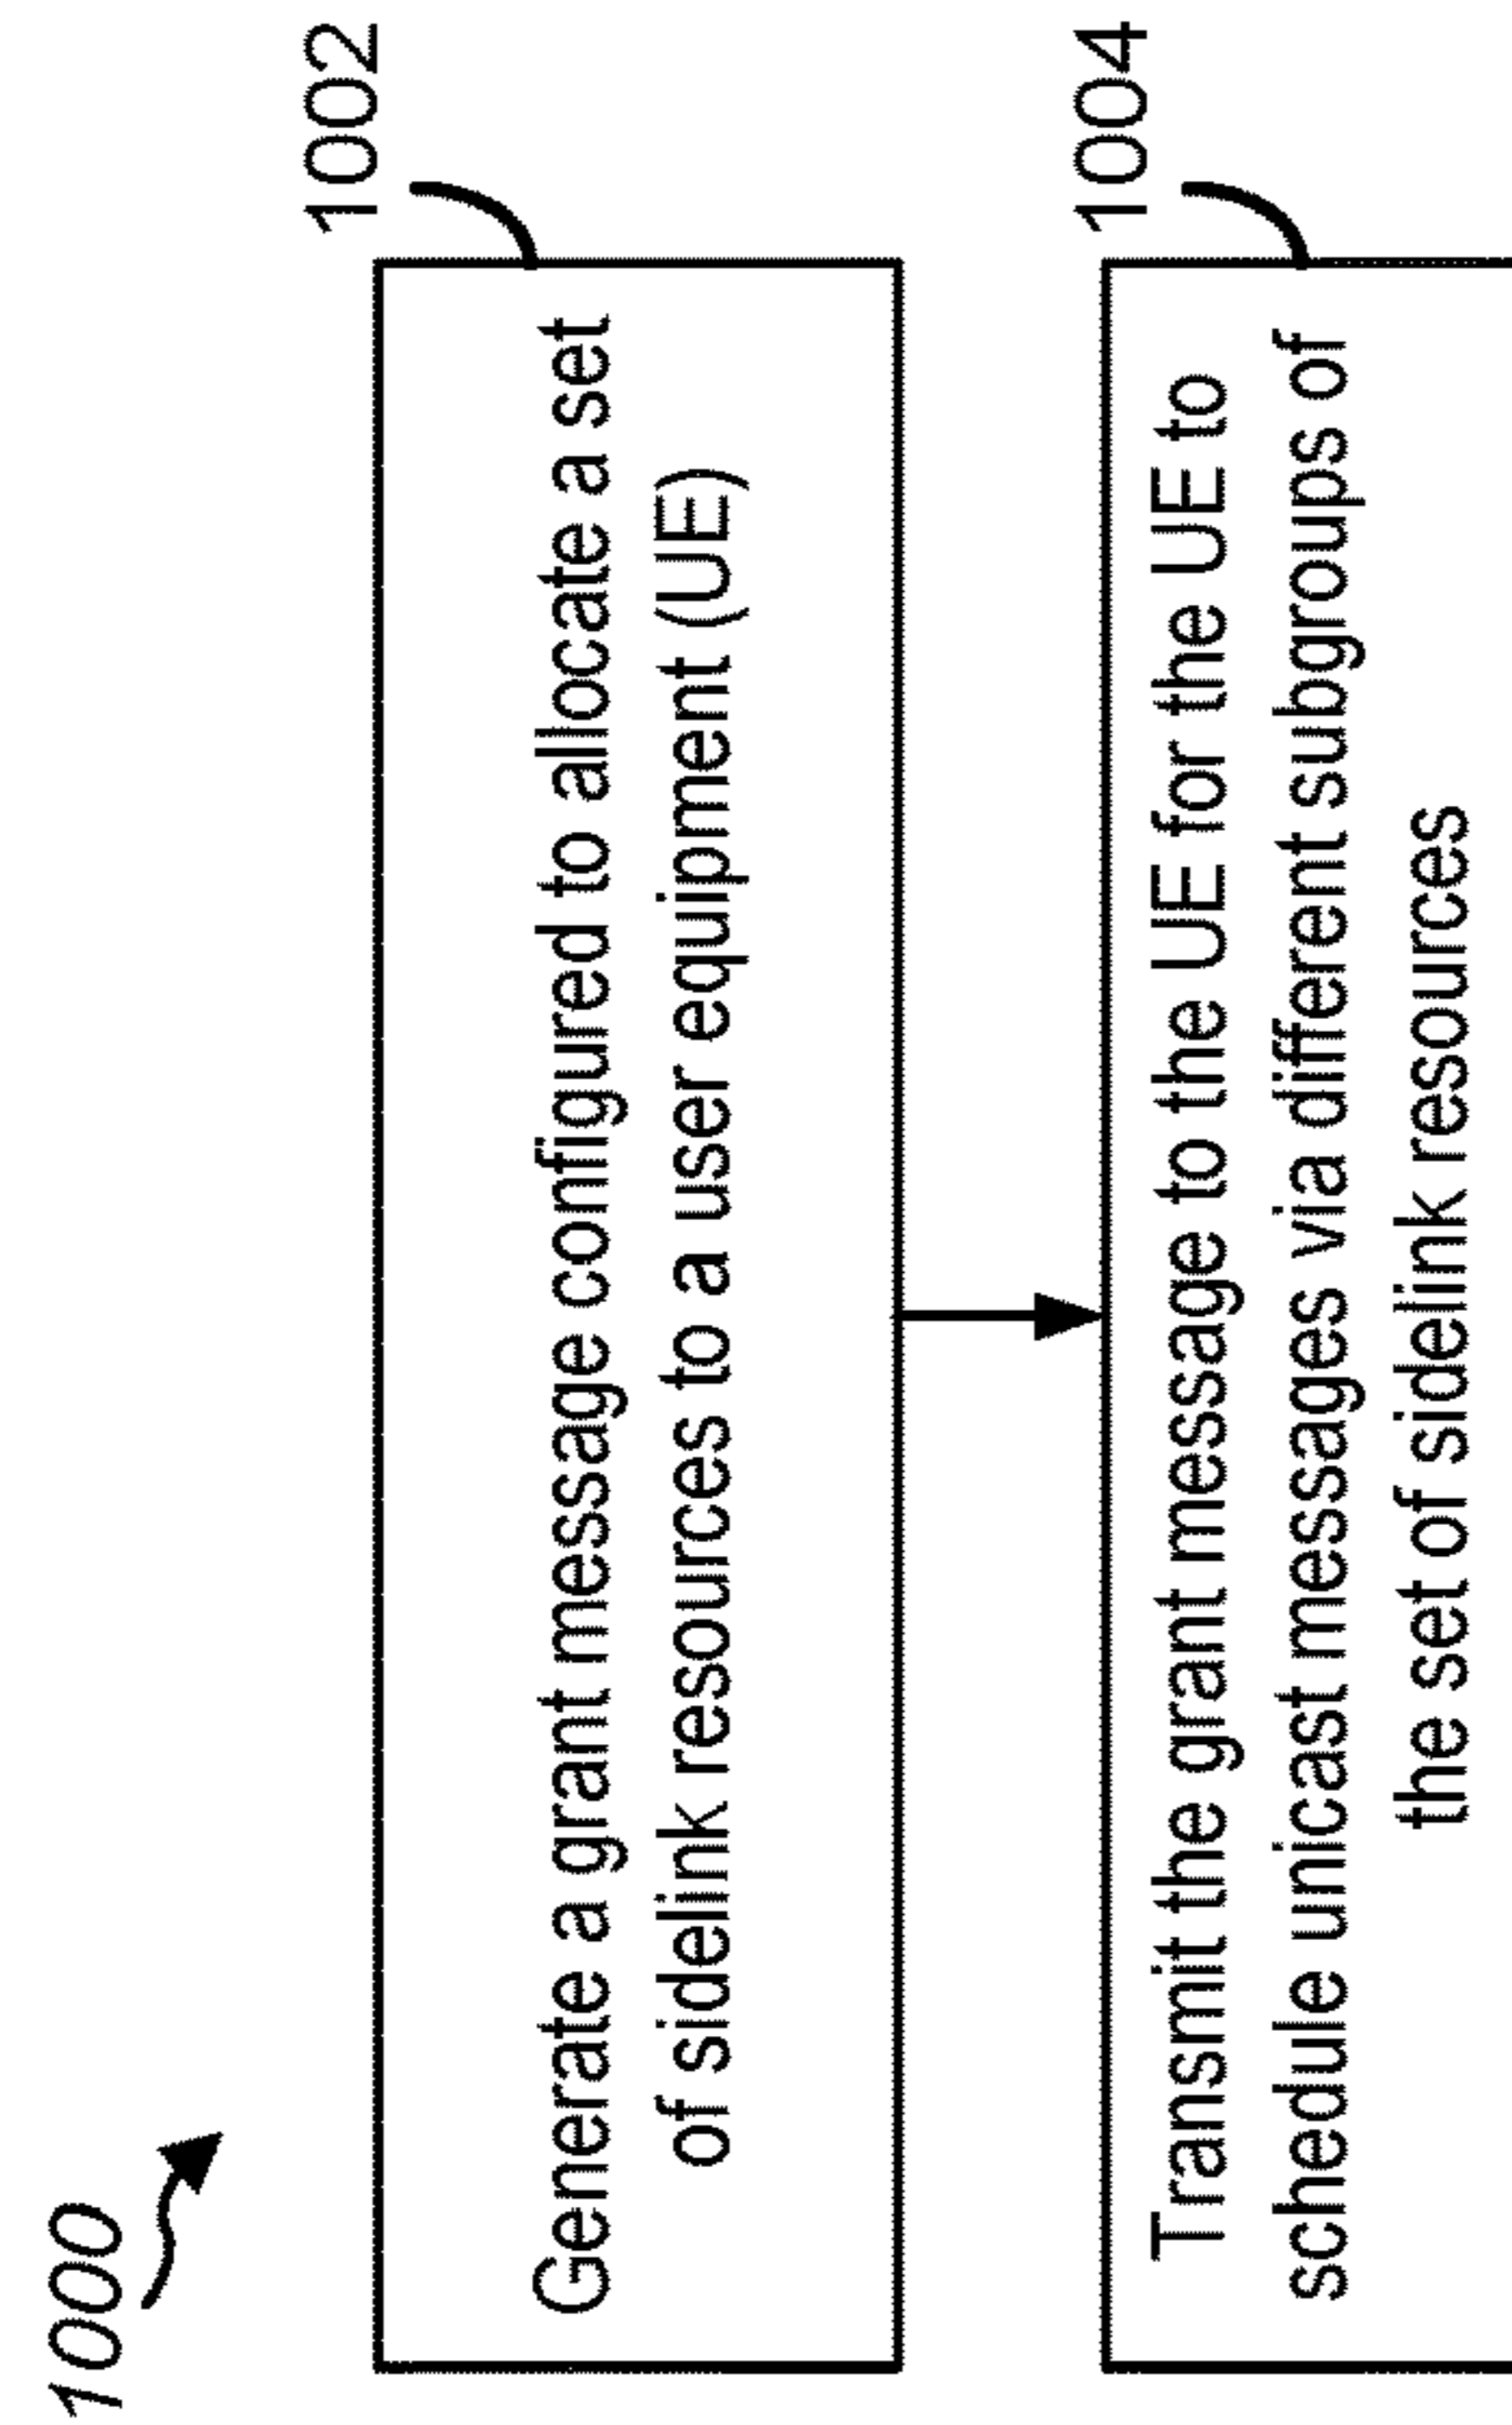 1000
1002
Generate a grant message configured to allocate a set
of sidelink resources to a user equipment (UE)
1004
Transmit the grant message to the UE for the UE to
schedule unicast messages via different subgroups of
the set of sidelink resources